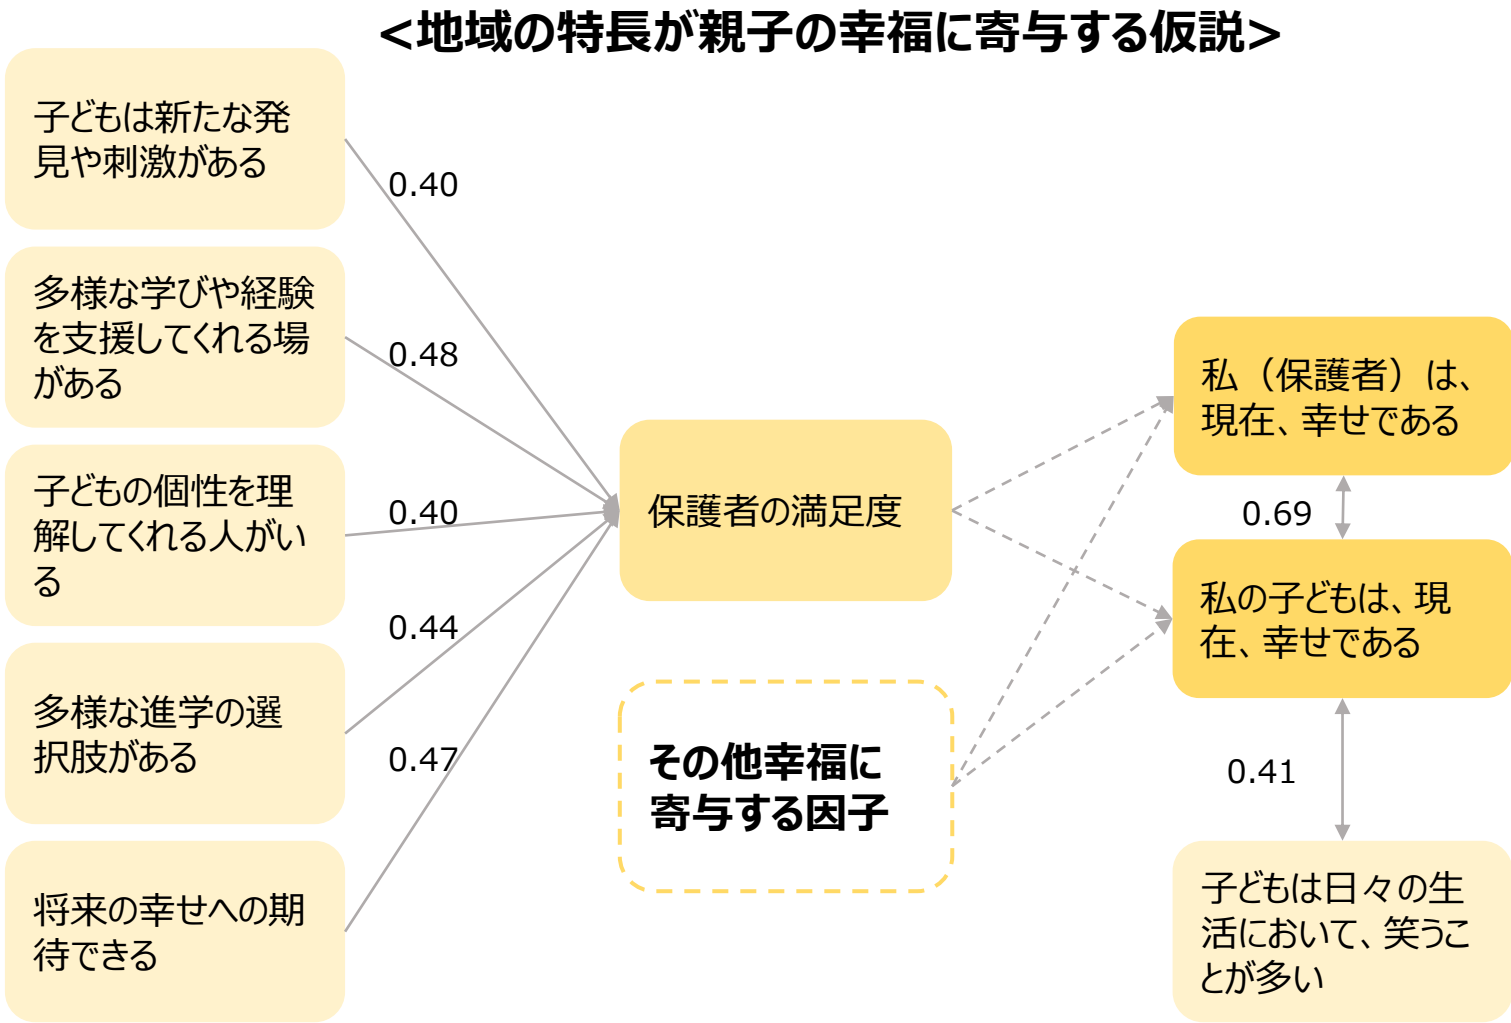 <地域の特長が親子の幸福に寄与する仮説>
子どもは新たな発
見や刺激がある
0.40
多様な学びや経験
を支援してくれる場
がある
0.48
子どもの個性を理
解してくれる人がい
る
0.40
多様な進学の選
択肢がある
0.44
将来の幸せへの期
待できる
0.47
保護者の満足度
その他幸福に
寄与する因子
私（保護者）は、
現在、幸せである
0.69
私の子どもは、現
在、幸せである
0.41
子どもは日々の生
活において、笑うこ
とが多い